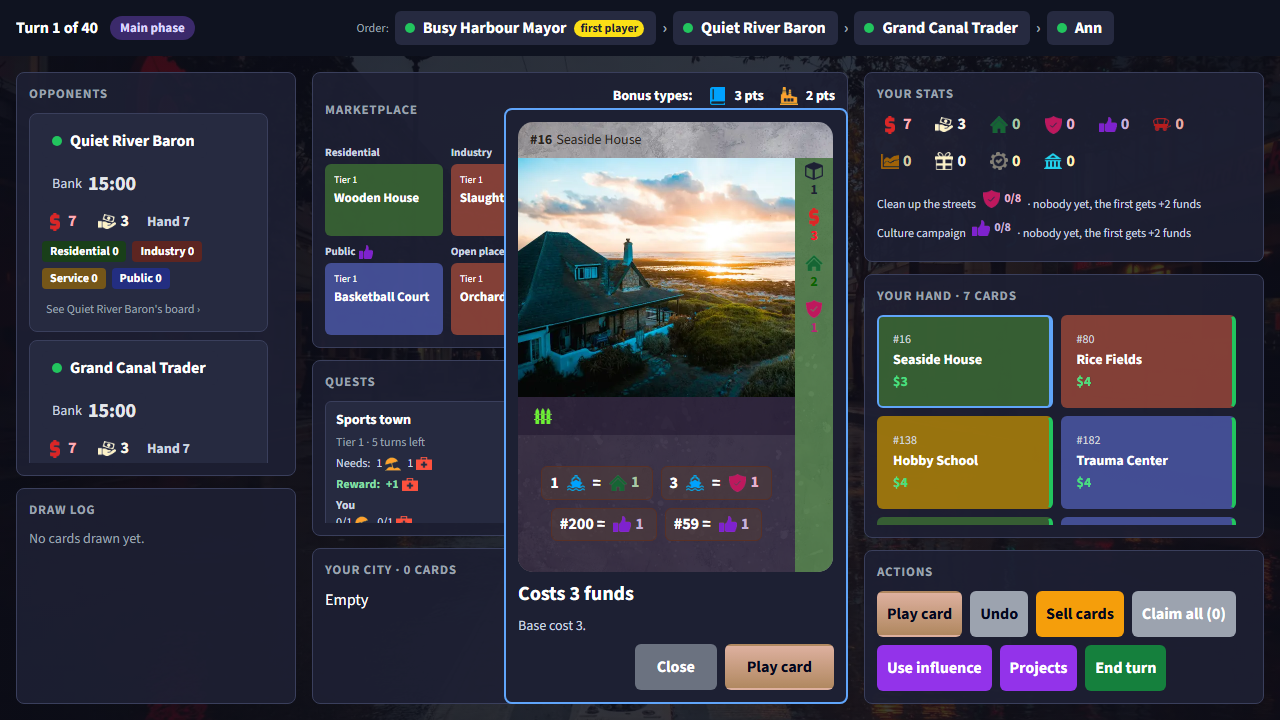 Turn 1 of 40 Main phase Order: Busy Harbour Mayor first player › Quiet River Baron › Grand Canal Trader › Ann
OPPONENTS
Quiet River Baron
Bank 15:00
7 3 Hand 7
Residential 0 Industry 0
Service 0 Public 0
See Quiet River Baron's board ›
Grand Canal Trader
Bank 15:00
7 3 Hand 7
DRAW LOG
No cards drawn yet.
MARKETPLACE
Bonus types: 3 pts 2 pts
Residential Industry
Tier 1 Tier 1
Wooden House Slaught
Public Open place
Tier 1 Tier 1
Basketball Court Orchard
QUESTS
Sports town
Tier 1 · 5 turns left
Needs: 1 1
Reward: +1
You
0/1 0/1
YOUR CITY · 0 CARDS
Empty
#16 Seaside House
1
3
2
1
1 = 1 3 = 1
#200 = 1 #59 = 1
Costs 3 funds
Base cost 3.
Close Play card
YOUR STATS
7 3 0 0 0 0
0 0 0 0
Clean up the streets 0/8 · nobody yet, the first gets +2 funds
Culture campaign 0/8 · nobody yet, the first gets +2 funds
YOUR HAND · 7 CARDS
#16 #80
Seaside House Rice Fields
$3 $4
#138 #182
Hobby School Trauma Center
$4 $4
ACTIONS
Play card Undo Sell cards Claim all (0)
Use influence Projects End turn